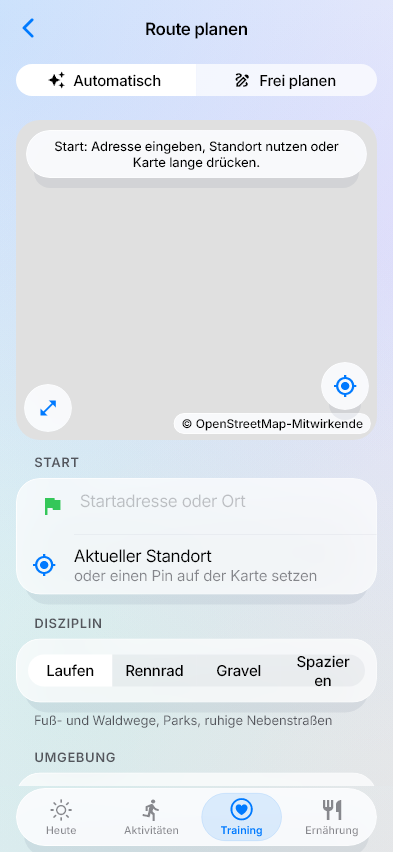 Route planen
Automatisch
Frei planen
Start: Adresse eingeben, Standort nutzen oder
Karte lange drücken.
© OpenStreetMap-Mitwirkende
START
Startadresse oder Ort
Aktueller Standort
oder einen Pin auf der Karte setzen
DISZIPLIN
Laufen
Rennrad
Gravel
Spazier
en
Fuß- und Waldwege, Parks, ruhige Nebenstraßen
UMGEBUNG
Heute
Aktivitäten
Training
Ernährung